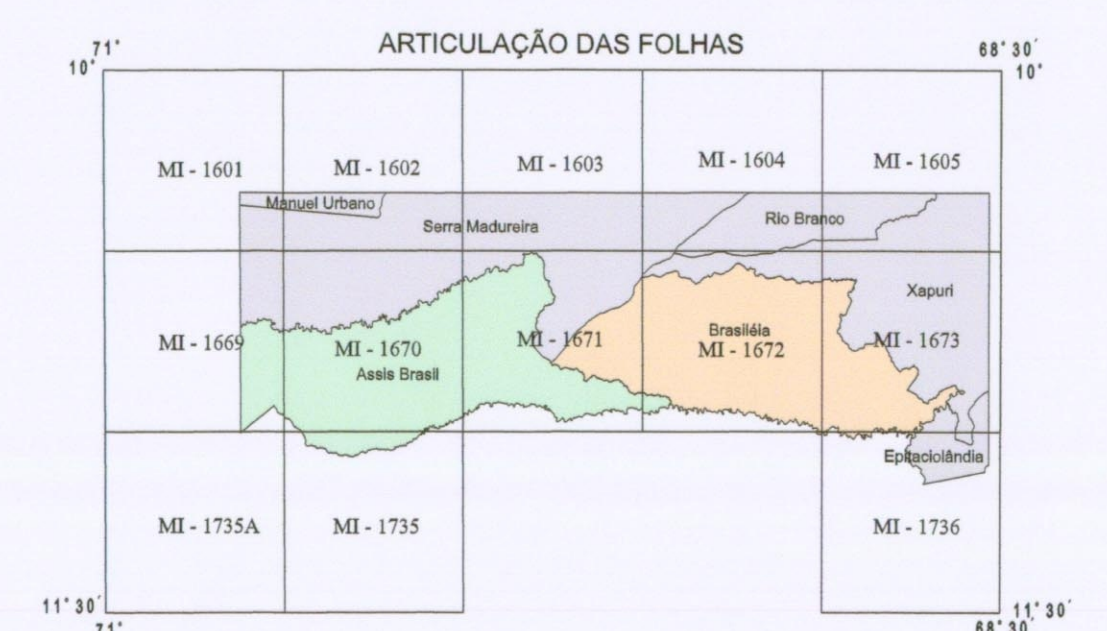 ARTICULAÇÃO DAS FOLHAS
71° 68° 30′
10° 10°
MI - 1601 MI - 1602 MI - 1603 MI - 1604 MI - 1605
Manuel Urbano
Serra Madureira
Rio Branco
Xapuri
MI - 1669 MI - 1670 MI - 1671 Brasiléia MI - 1672 MI - 1673
Assis Brasil
Epitaciolândia
MI - 1735A MI - 1735 MI - 1736
11° 30′ 11° 30′
71° 68° 30′